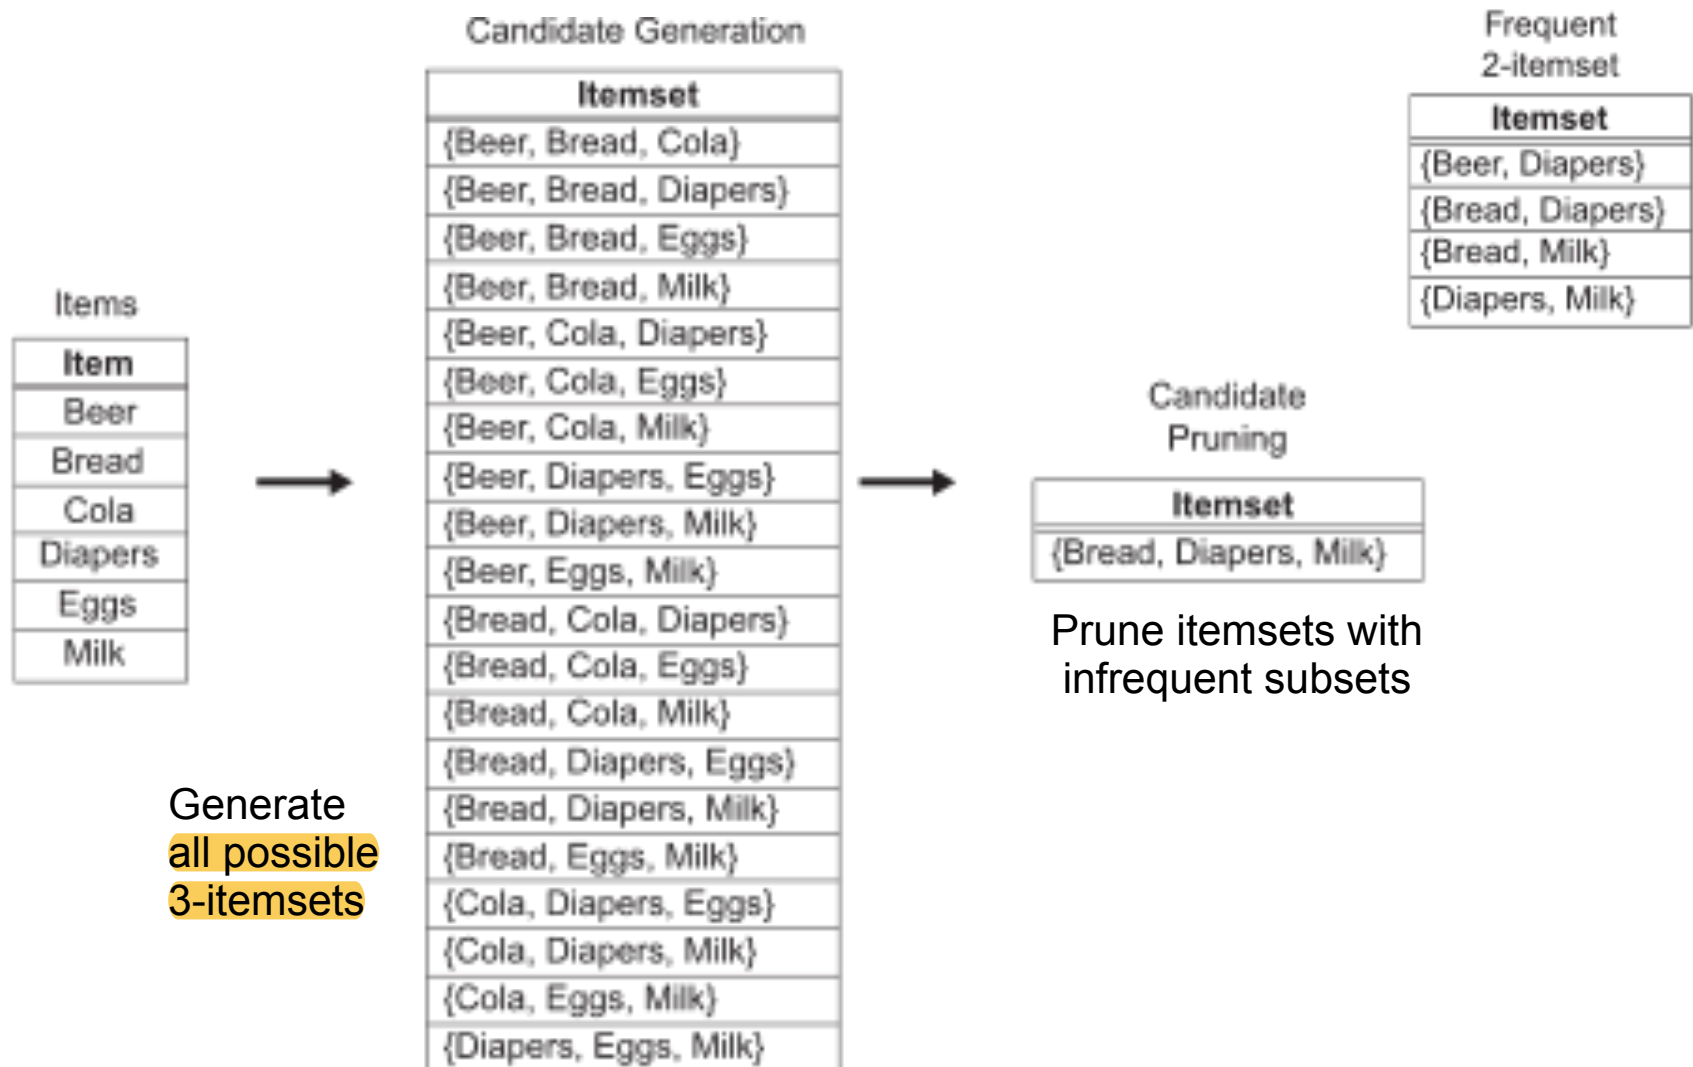 Candidate Generation
Itemset
{Beer, Bread, Cola}
{Beer, Bread, Diapers}
{Beer, Bread, Eggs}
{Beer, Bread, Milk}
{Beer, Cola, Diapers}
{Beer, Cola, Eggs}
{Beer, Cola, Milk}
{Beer, Diapers, Eggs}
{Beer, Diapers, Milk}
{Beer, Eggs, Milk}
{Bread, Cola, Diapers}
{Bread, Cola, Eggs}
{Bread, Cola, Milk}
{Bread, Diapers, Eggs}
{Bread, Diapers, Milk}
{Bread, Eggs, Milk}
{Cola, Diapers, Eggs}
{Cola, Diapers, Milk}
{Cola, Eggs, Milk}
{Diapers, Eggs, Milk}
Items
Item
Beer
Bread
Cola
Diapers
Eggs
Milk
Generate
all possible
3-itemsets
Frequent
2-itemset
Itemset
{Beer, Diapers}
{Bread, Diapers}
{Bread, Milk}
{Diapers, Milk}
Candidate
Pruning
Itemset
{Bread, Diapers, Milk}
Prune itemsets with
infrequent subsets